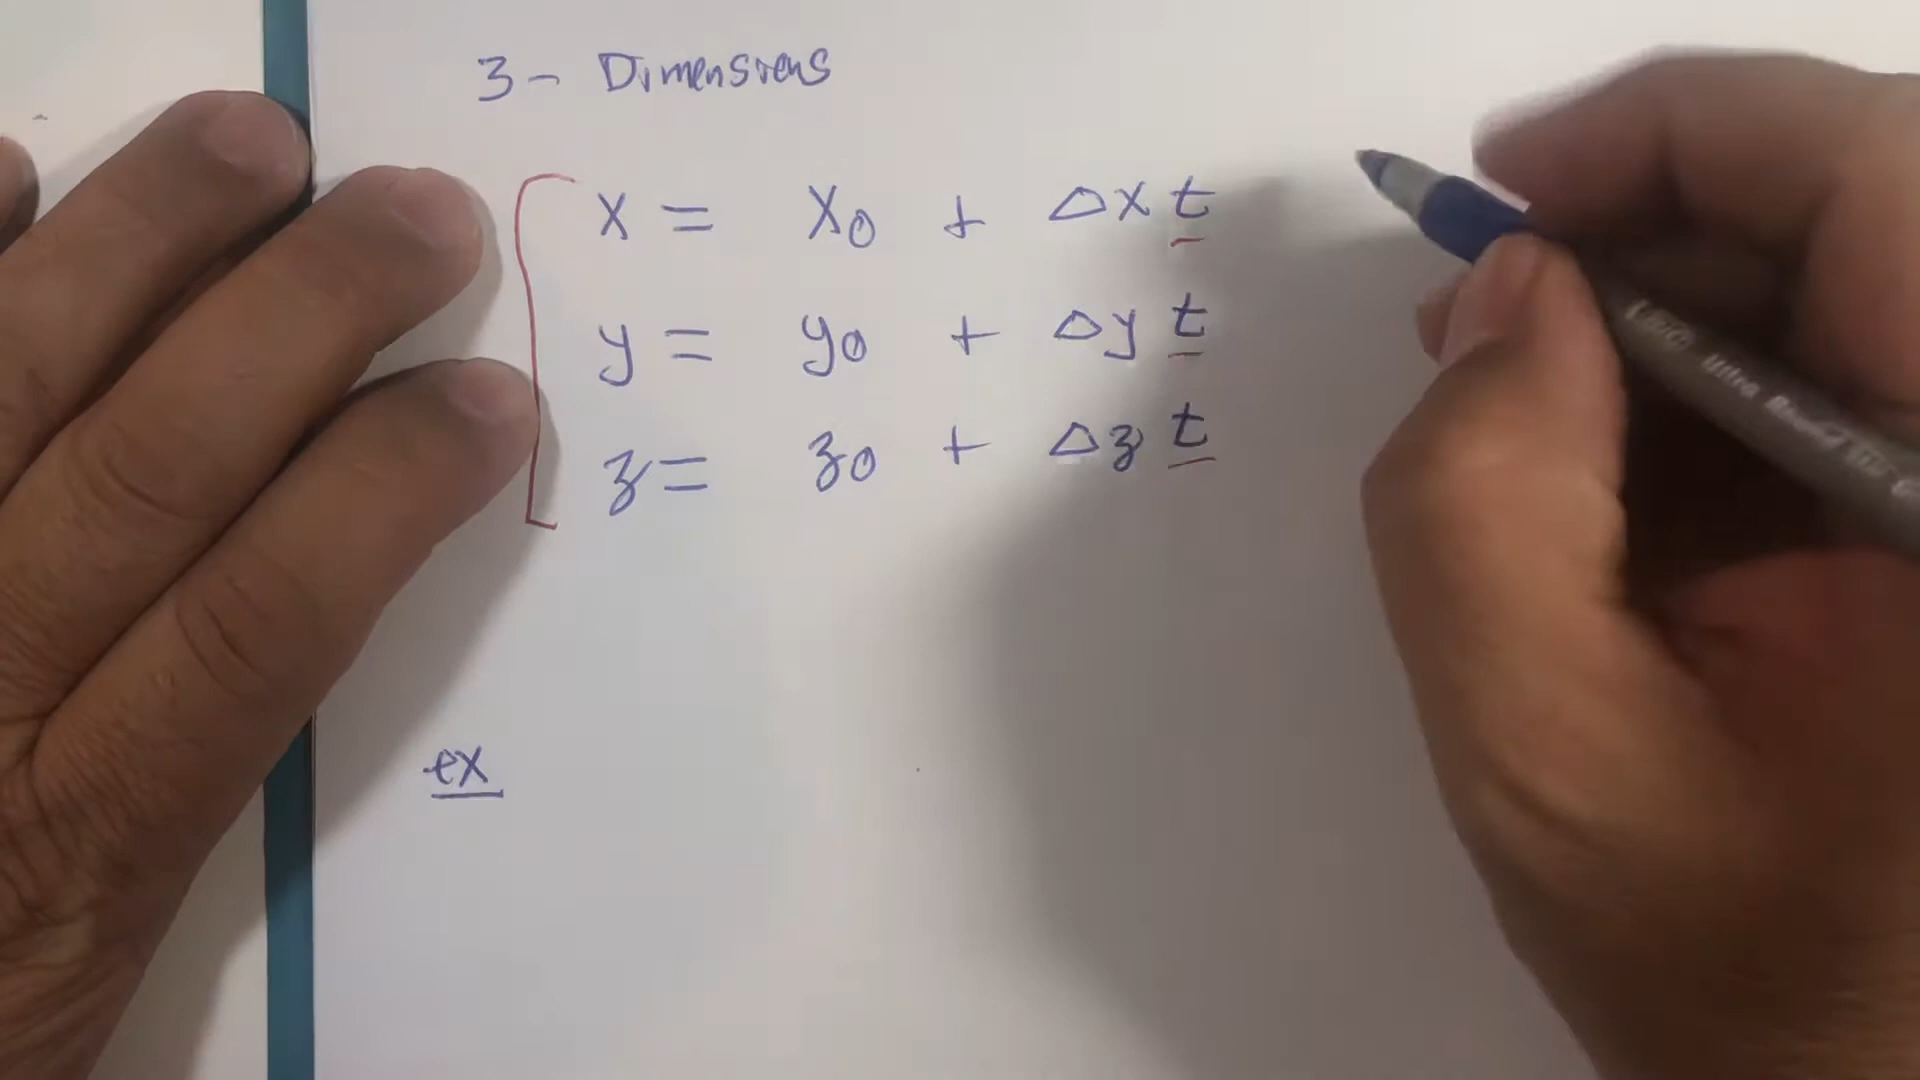 3 - Dimensions
x = x₀ + Δx t
y = y₀ + Δy t
z = z₀ + Δz t
ex